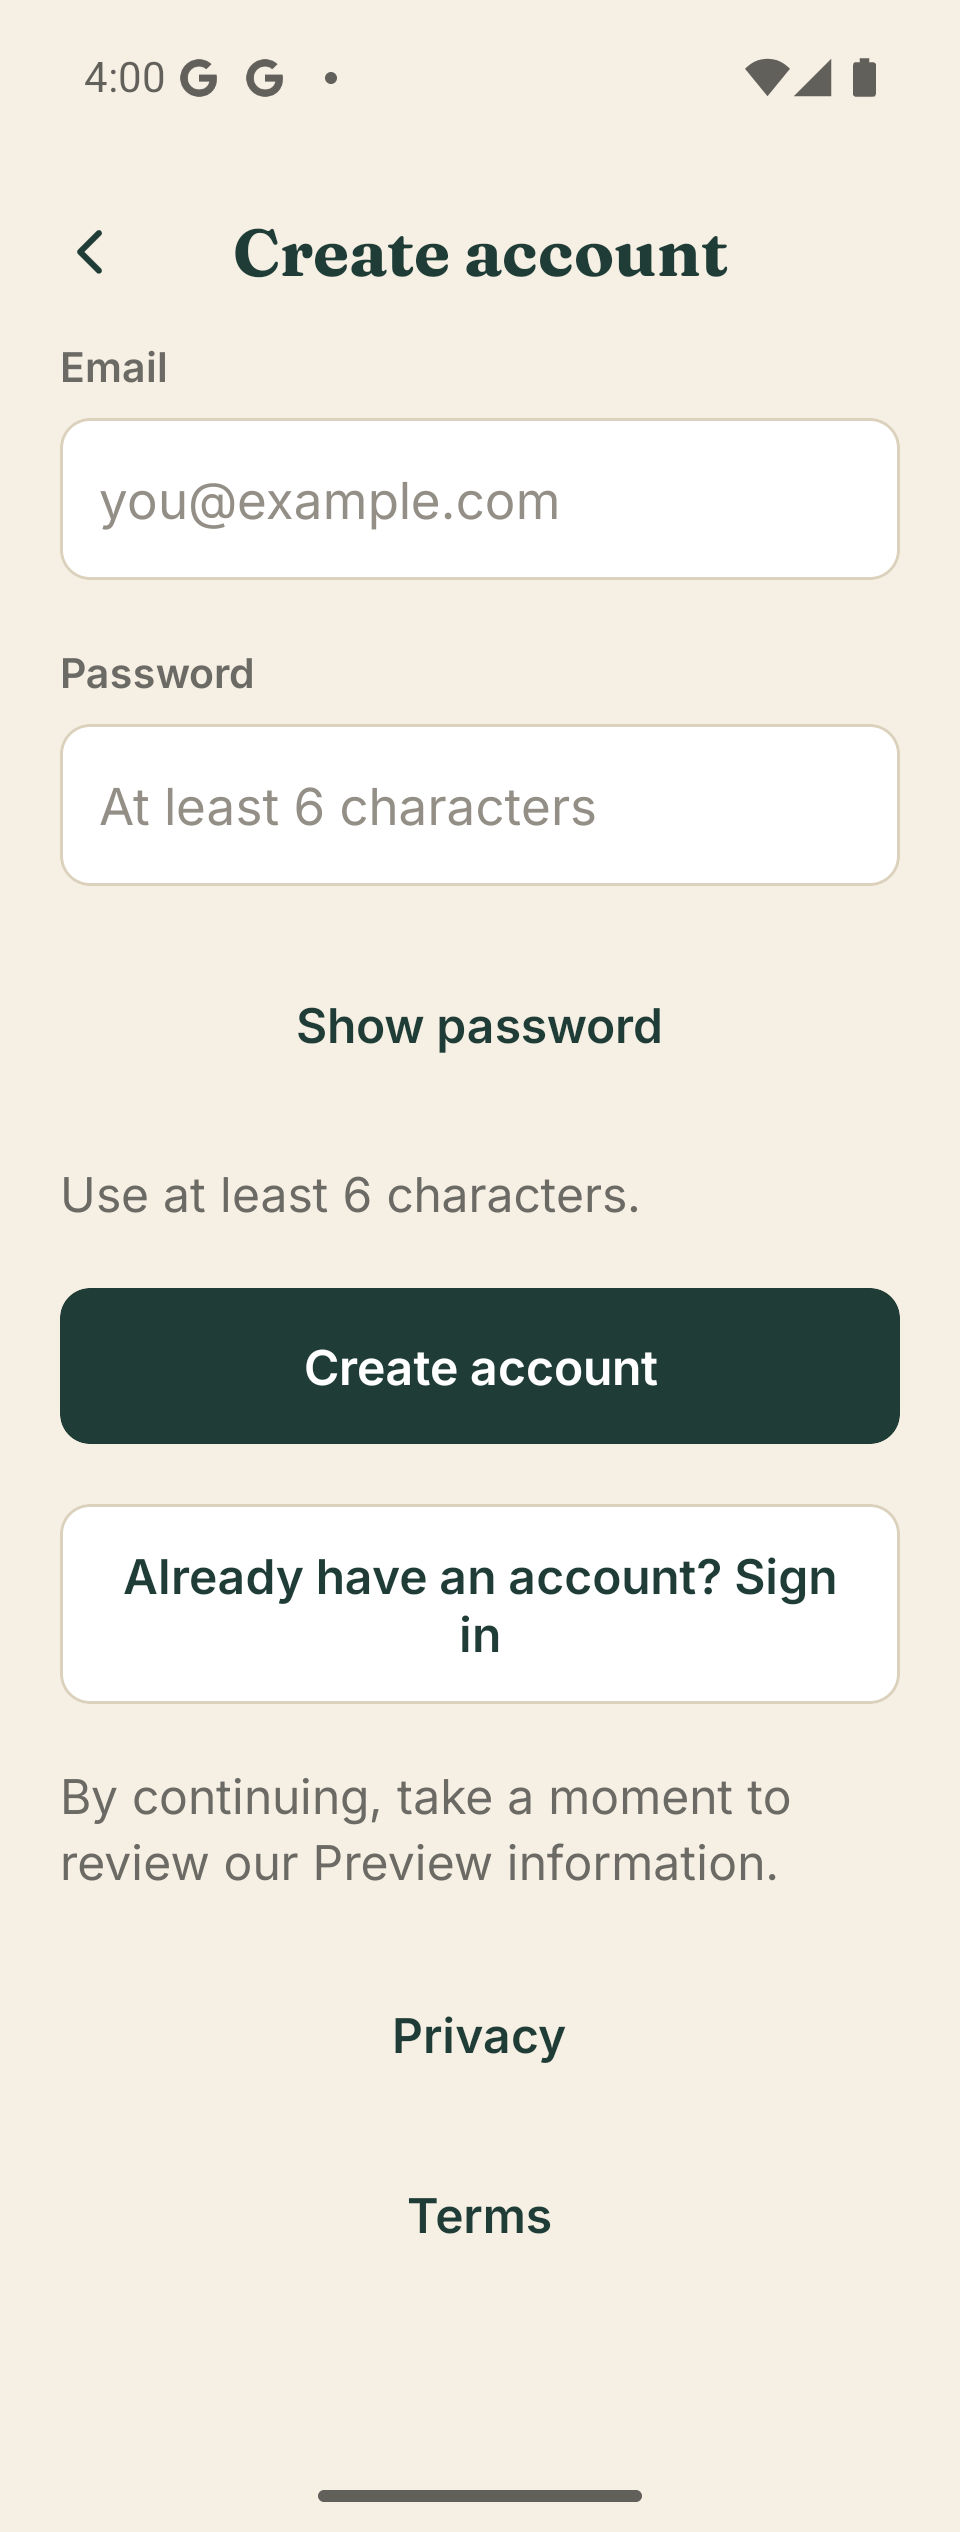 4:00
Create account
Email
you@example.com
Password
At least 6 characters
Show password
Use at least 6 characters.
Create account
Already have an account? Sign
in
By continuing, take a moment to
review our Preview information.
Privacy
Terms